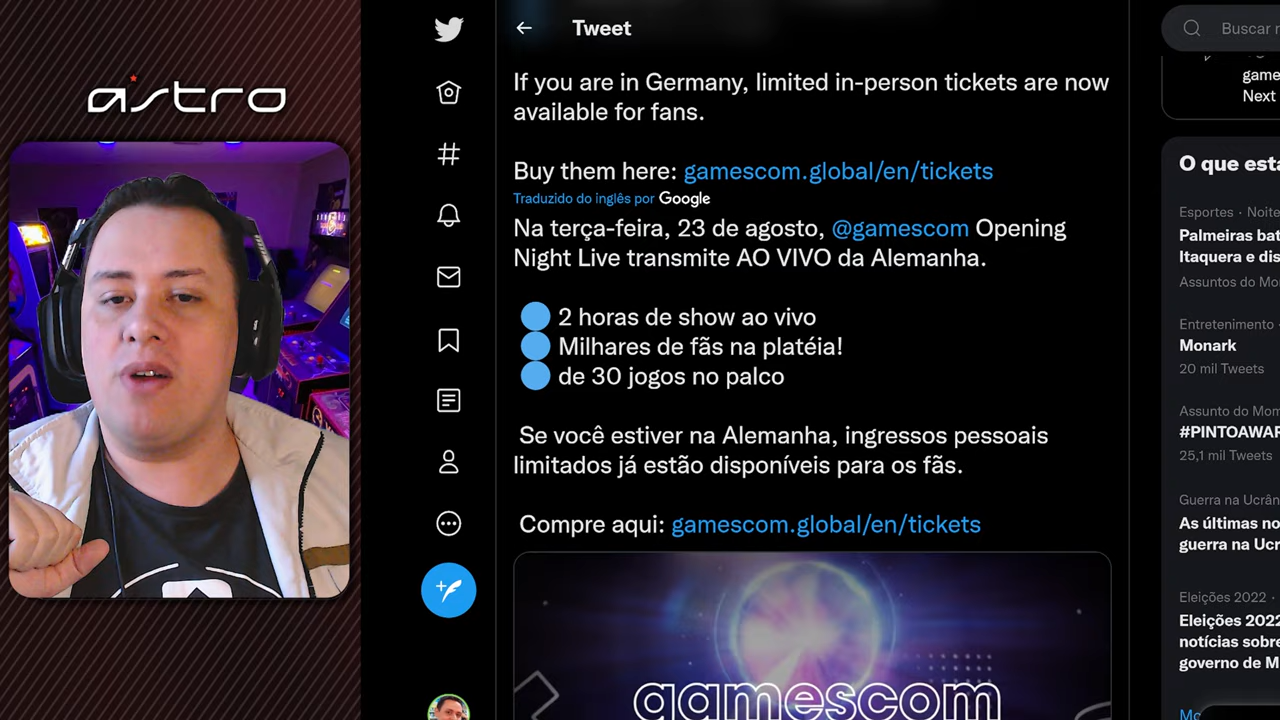 astro
Tweet
If you are in Germany, limited in-person tickets are now
available for fans.
Buy them here: gamescom.global/en/tickets
Traduzido do inglês por Google
Na terça-feira, 23 de agosto, @gamescom Opening
Night Live transmite AO VIVO da Alemanha.
2 horas de show ao vivo
Milhares de fãs na platéia!
de 30 jogos no palco
Se você estiver na Alemanha, ingressos pessoais
limitados já estão disponíveis para os fãs.
Compre aqui: gamescom.global/en/tickets
gamescom
Buscar
game
Next
O que est
Esportes · Noite
Palmeiras bat
Itaquera e dis
Assuntos do Mo
Entretenimento
Monark
20 mil Tweets
Assunto do Mom
#PINTOAWAR
25,1 mil Tweets
Guerra na Ucrân
As últimas no
guerra na Ucr
Eleições 2022 ·
Eleições 2022
notícias sobre
governo de M
Mo